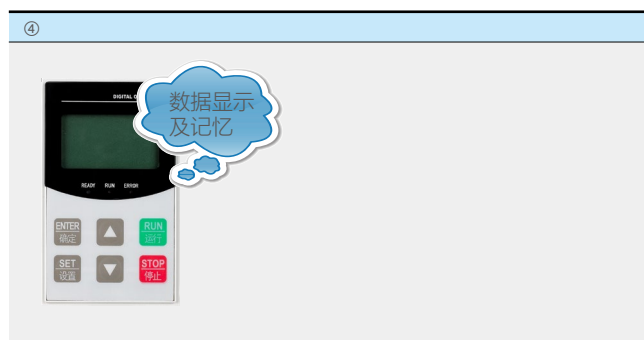 ④
DIGITAL
数据显示
及记忆
READY RUN ERROR
ENTER
确定
RUN
运行
SET
设置
STOP
停止